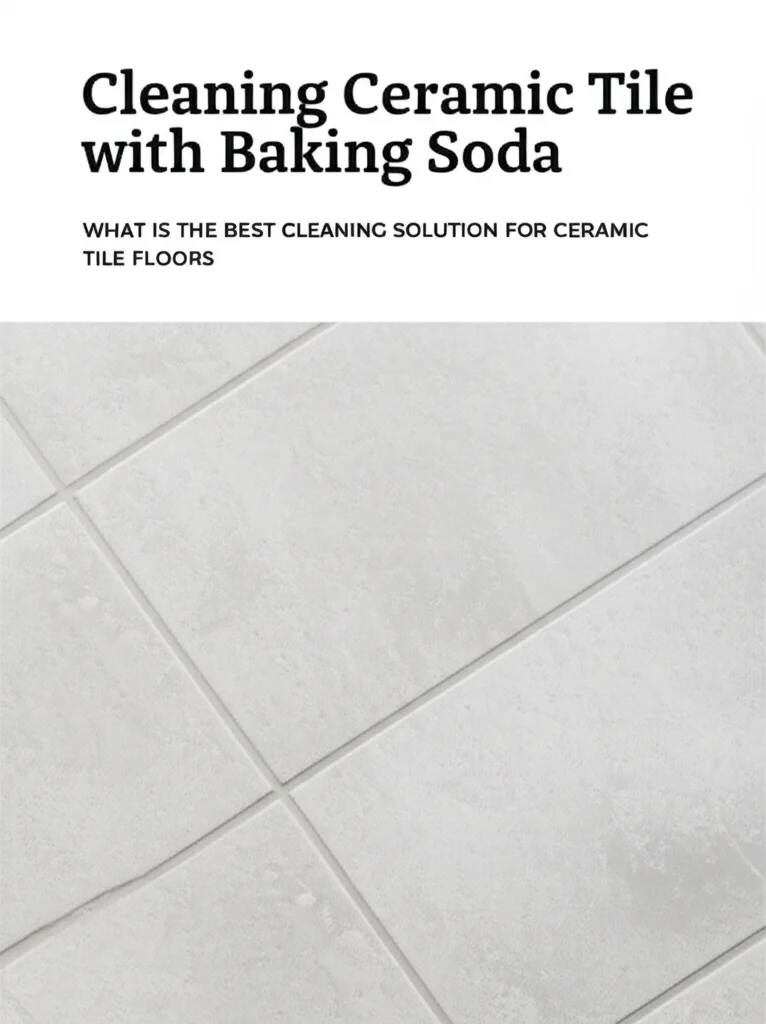 Cleaning Ceramic Tile
with Baking Soda
WHAT IS THE BEST CLEANING SOLUTION FOR CERAMIC
TILE FLOORS